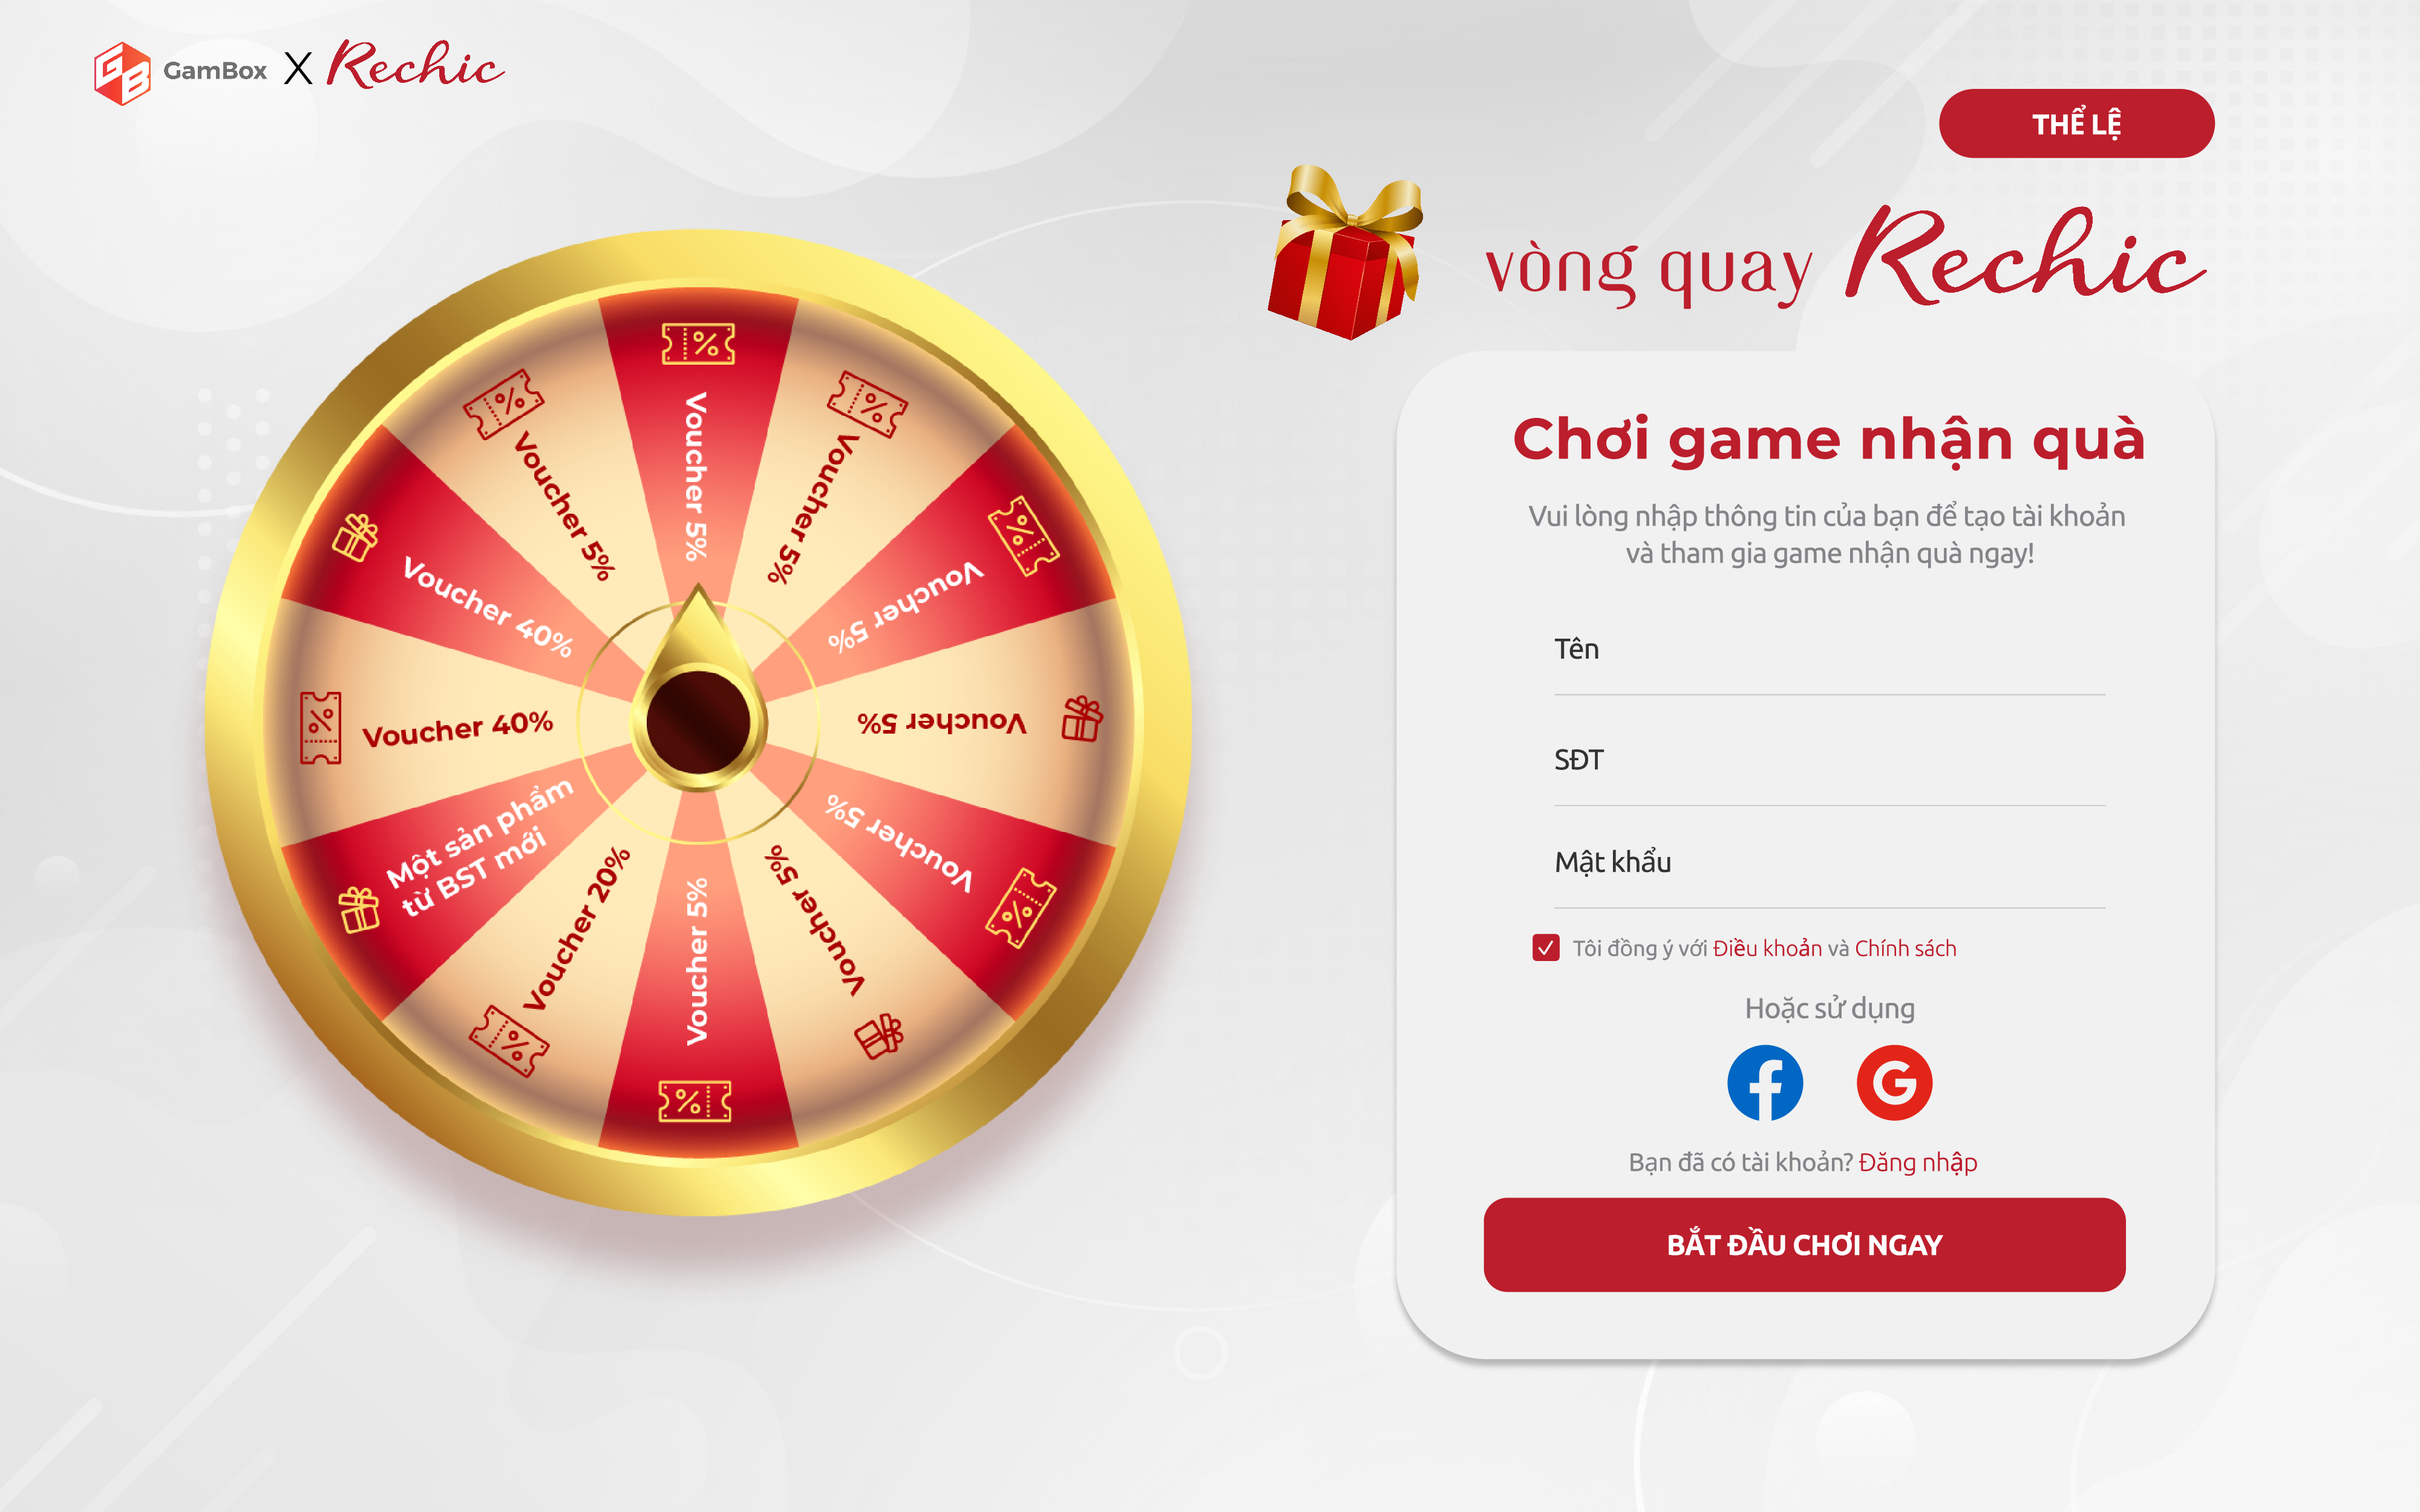 GamBox X Rechic
THỂ LỆ
vòng quay Rechic
Voucher 5%
Voucher 5%
Voucher 5%
Voucher 5%
Voucher 5%
Voucher 5%
Voucher 5%
Voucher 20%
Một sản phẩm
từ BST mới
Voucher 40%
Voucher 40%
Voucher 5%
Chơi game nhận quà
Vui lòng nhập thông tin của bạn để tạo tài khoản
và tham gia game nhận quà ngay!
Tên
SĐT
Mật khẩu
Tôi đồng ý với Điều khoản và Chính sách
Hoặc sử dụng
Bạn đã có tài khoản? Đăng nhập
BẮT ĐẦU CHƠI NGAY